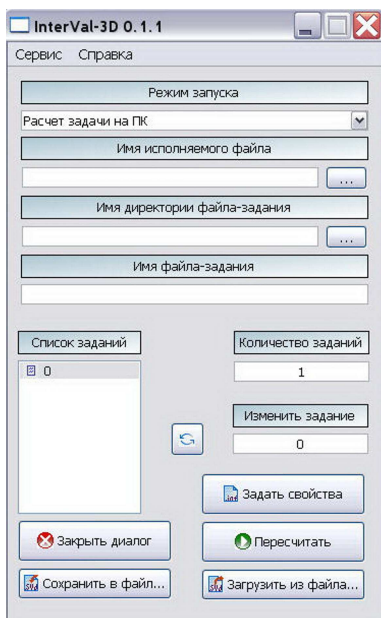 InterVal-3D 0.1.1
Сервис Справка
Режим запуска
Расчет задачи на ПК
Имя исполняемого файла
...
Имя директории файла-задания
...
Имя файла-задания
Список заданий
Количество заданий
0
1
Изменить задание
0
Задать свойства
Закрыть диалог
Пересчитать
Сохранить в файл...
Загрузить из файла...